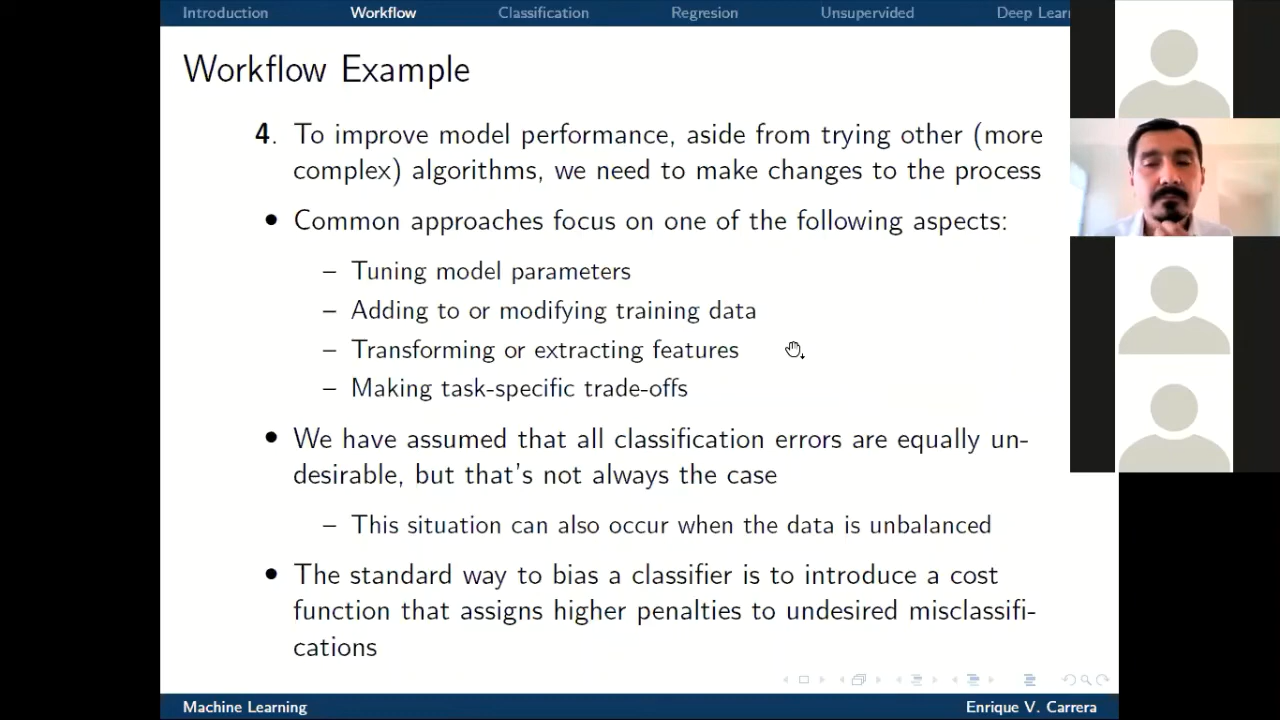 Introduction Workflow Classification Regresion Unsupervided Deep Lear
Workflow Example
4. To improve model performance, aside from trying other (more
complex) algorithms, we need to make changes to the process
• Common approaches focus on one of the following aspects:
– Tuning model parameters
– Adding to or modifying training data
– Transforming or extracting features
– Making task-specific trade-offs
• We have assumed that all classification errors are equally un-
desirable, but that's not always the case
– This situation can also occur when the data is unbalanced
• The standard way to bias a classifier is to introduce a cost
function that assigns higher penalties to undesired misclassifi-
cations
Machine Learning Enrique V. Carrera